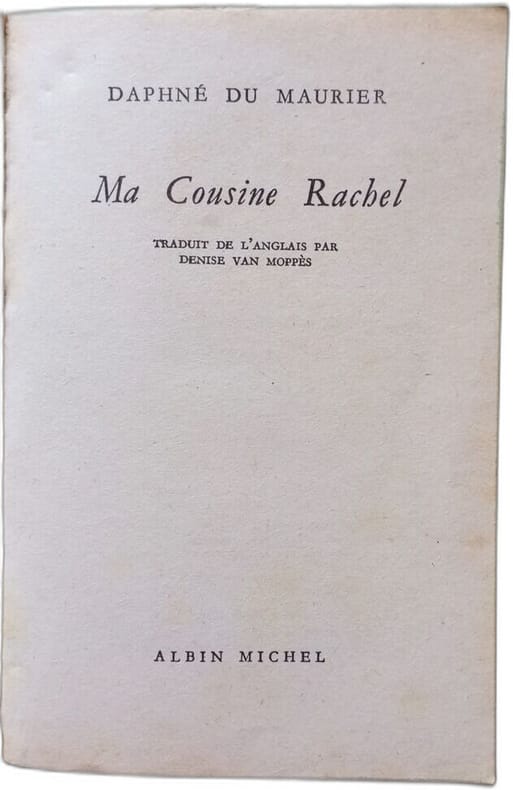 DAPHNÉ DU MAURIER
Ma Cousine Rachel
TRADUIT DE L'ANGLAIS PAR
DENISE VAN MOPPÈS
ALBIN MICHEL